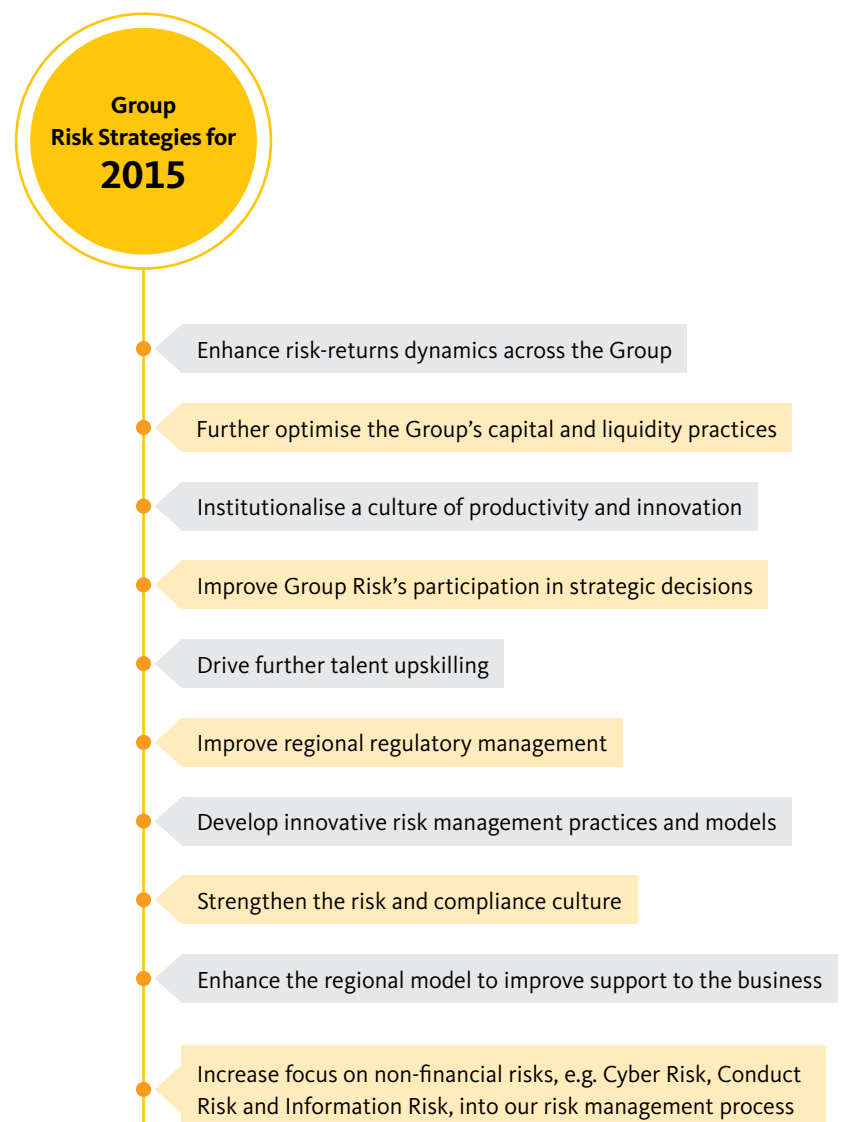 Group
Risk Strategies for
2015
Enhance risk-returns dynamics across the Group
Further optimise the Group’s capital and liquidity practices
Institutionalise a culture of productivity and innovation
Improve Group Risk’s participation in strategic decisions
Drive further talent upskilling
Improve regional regulatory management
Develop innovative risk management practices and models
Strengthen the risk and compliance culture
Enhance the regional model to improve support to the business
Increase focus on non-financial risks, e.g. Cyber Risk, Conduct
Risk and Information Risk, into our risk management process